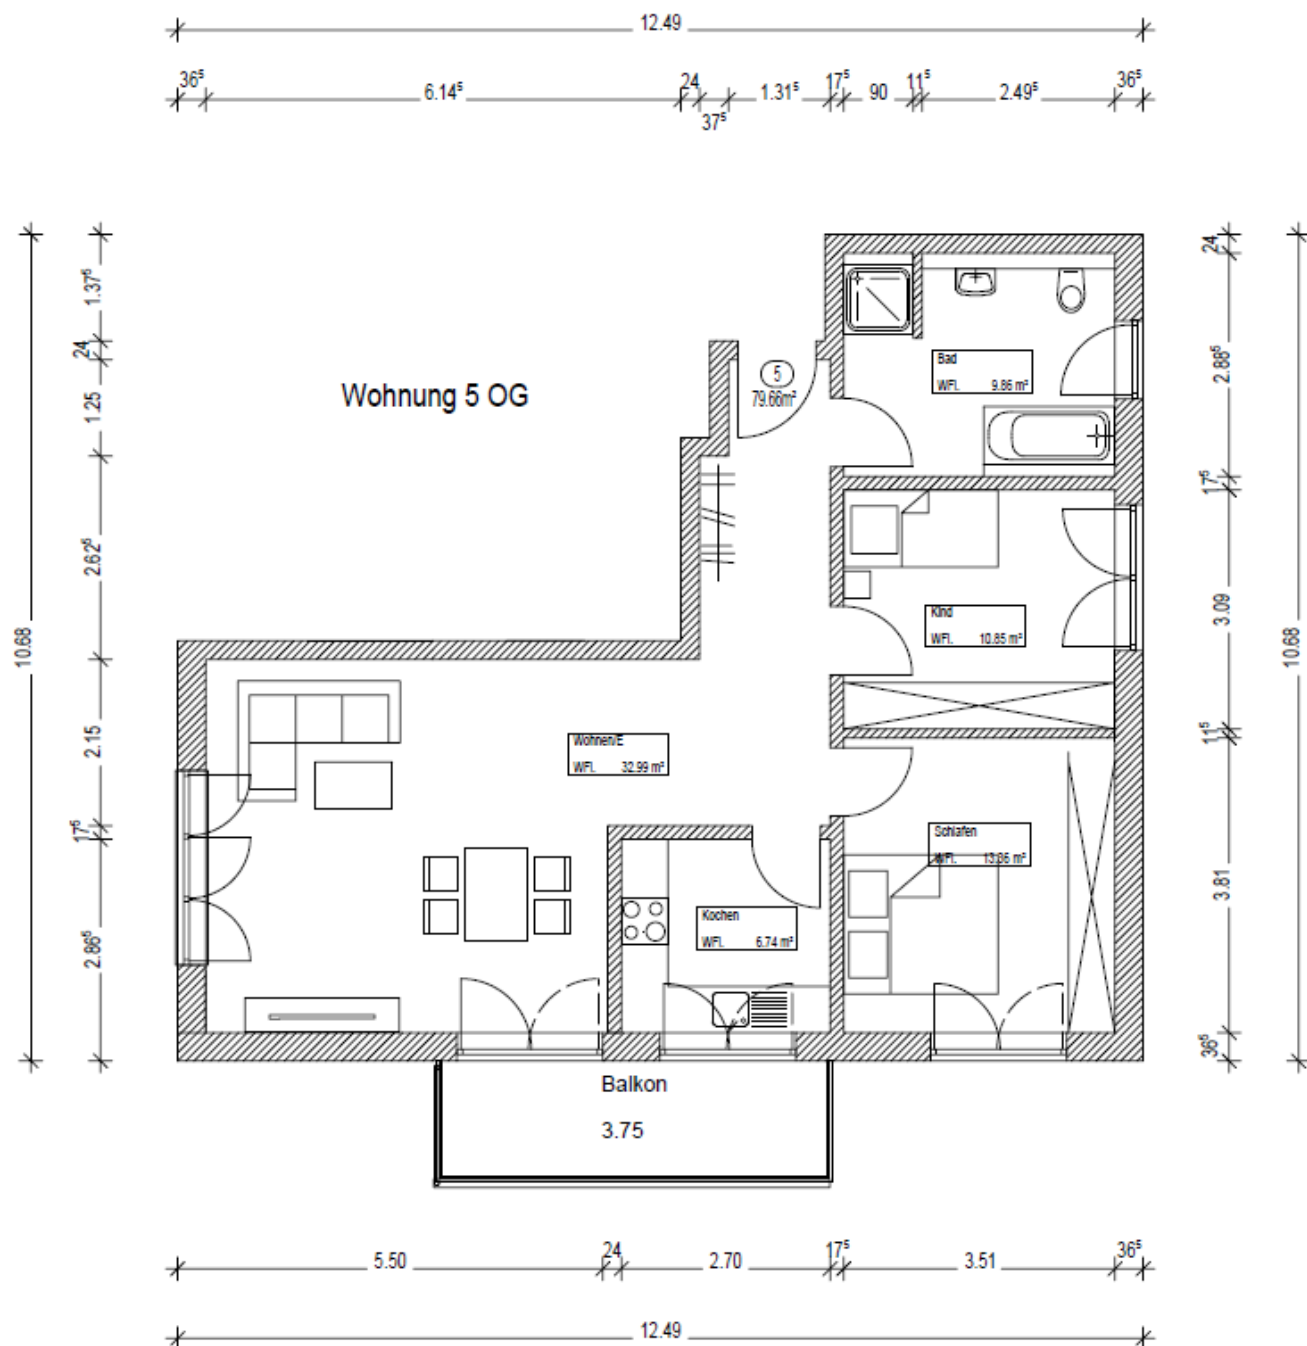 12.49
36⁵
6.14⁵
24
37⁵
1.31⁵
17⁵
90
11⁵
2.49⁵
36⁵
10.68
1.37⁵
24
1.25
2.62⁵
2.15
17⁵
2.86⁵
Wohnung 5 OG
5
79.66m²
Bad
WFl. 9.86 m²
Kind
WFl. 10.85 m²
Wohnen/E
WFl. 32.99 m²
Schlafen
WFl. 13.36 m²
Kochen
WFl. 6.74 m²
Balkon
3.75
24
2.88⁵
17⁵
3.09
11⁵
3.81
36⁵
10.68
5.50
24
2.70
17⁵
3.51
36⁵
12.49